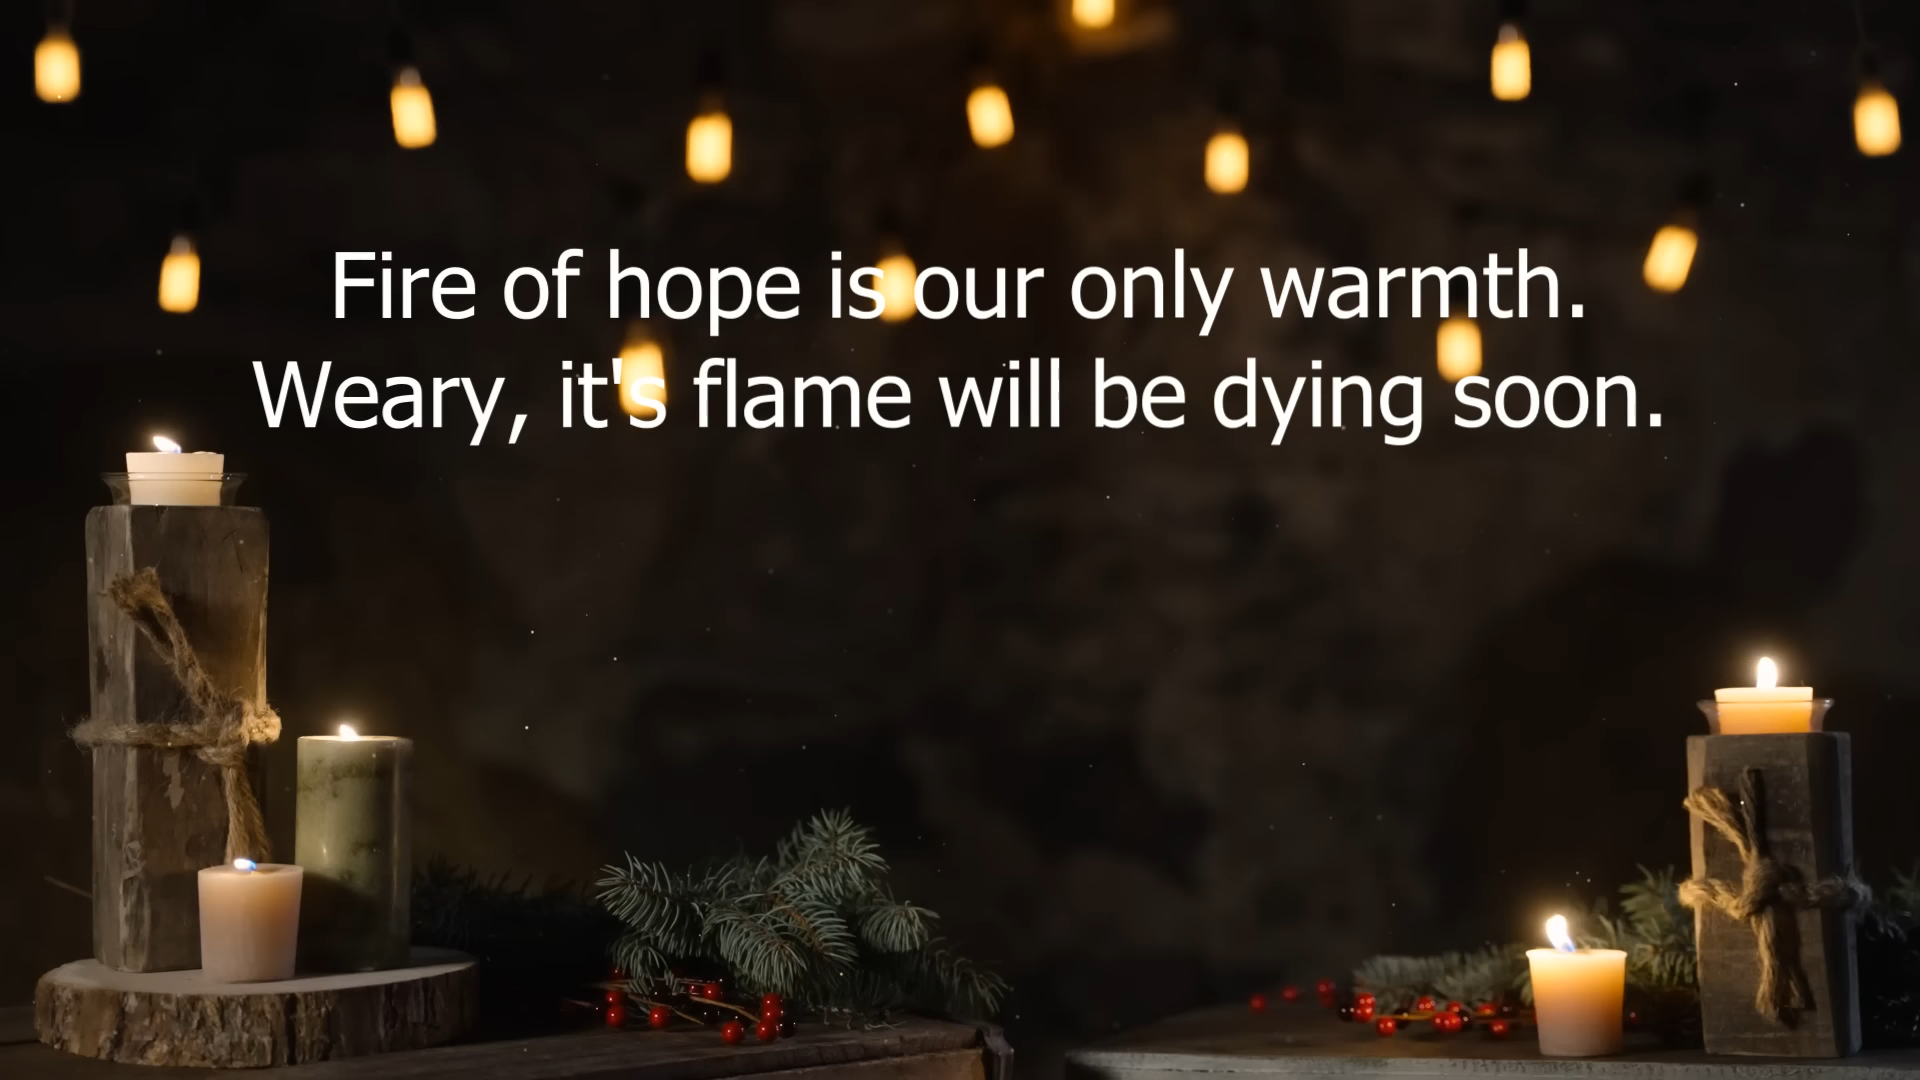 Fire of hope is our only warmth.
Weary, it's flame will be dying soon.